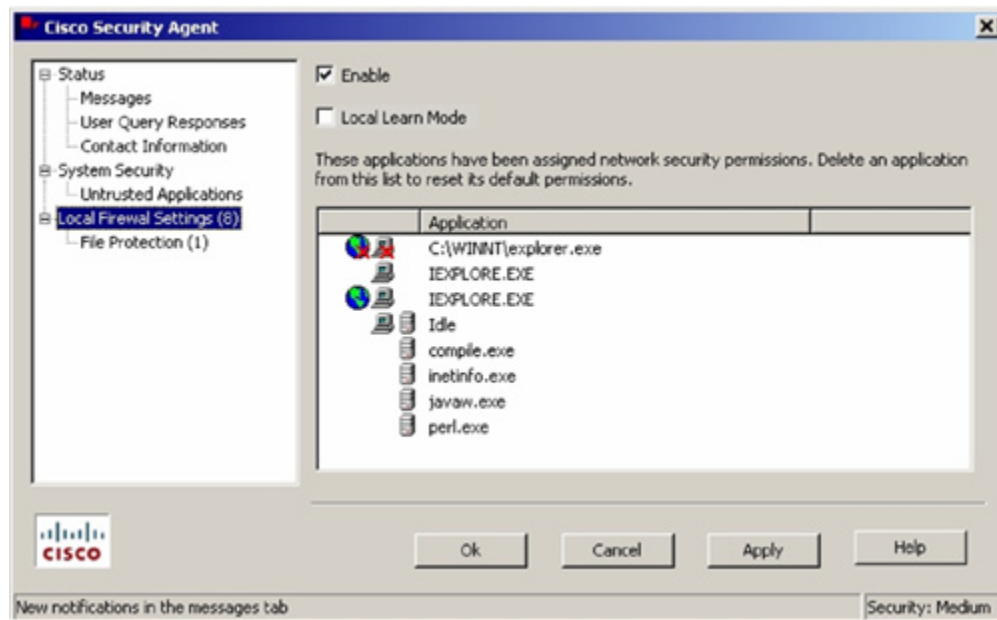 Cisco Security Agent
Status
Messages
User Query Responses
Contact Information
System Security
Untrusted Applications
Local Firewal Settings (8)
File Protection (1)
Enable
Local Learn Mode
These applications have been assigned network security permissions. Delete an application
from this list to reset its default permissions.
Application
C:\WINNT\explorer.exe
IEXPLORE.EXE
IEXPLORE.EXE
Idle
compile.exe
inetinfo.exe
javaw.exe
perl.exe
CISCO
Ok
Cancel
Apply
Help
New notifications in the messages tab
Security: Medium